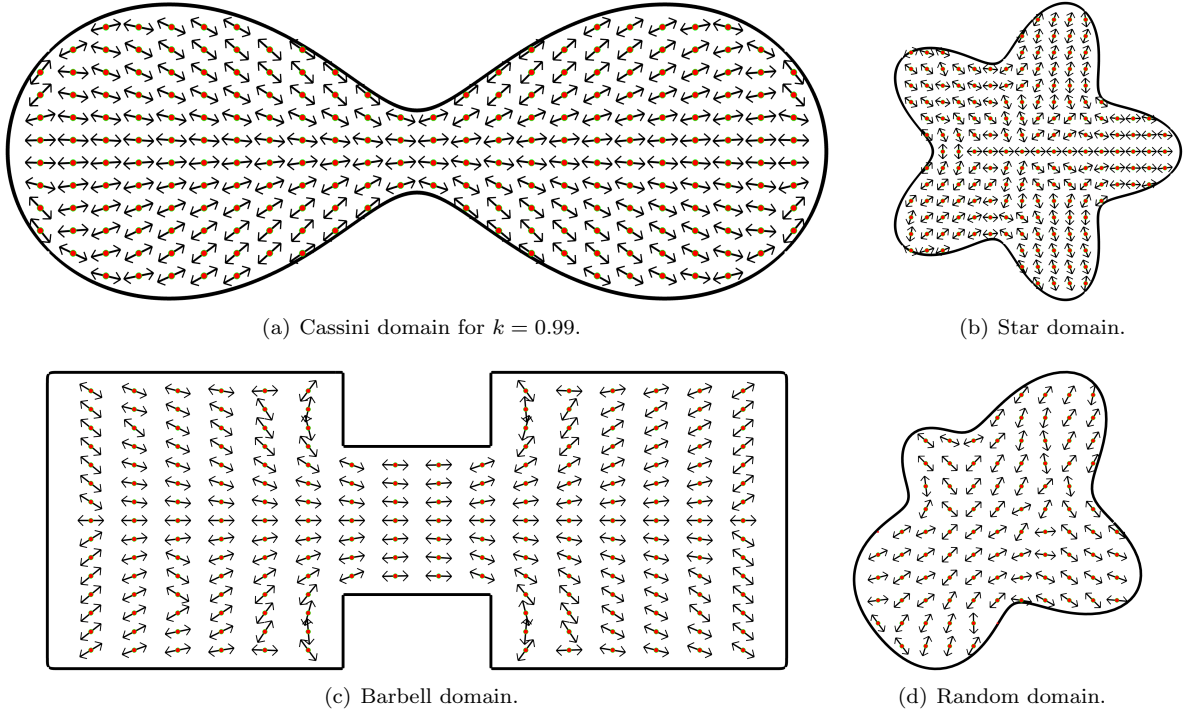 (a) Cassini domain for k = 0.99.
(b) Star domain.
(c) Barbell domain.
(d) Random domain.